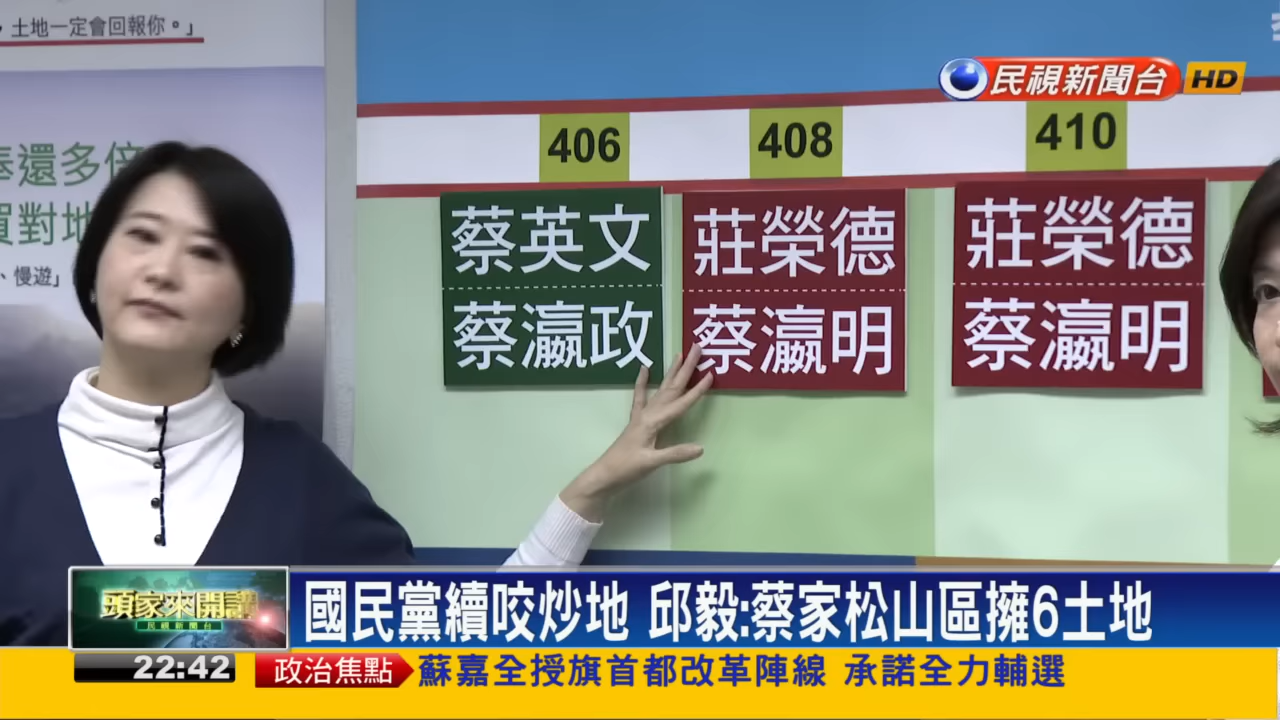 ，土地一定會回報你。」
奉還多倍
買對地
、慢遊」
民視新聞台 HD
406
408
410
蔡英文
蔡瀛政
莊榮德
蔡瀛明
莊榮德
蔡瀛明
頭家來開講
民視新聞台
國民黨續咬炒地 邱毅:蔡家松山區擁6土地
22:42
政治焦點
蘇嘉全授旗首都改革陣線 承諾全力輔選